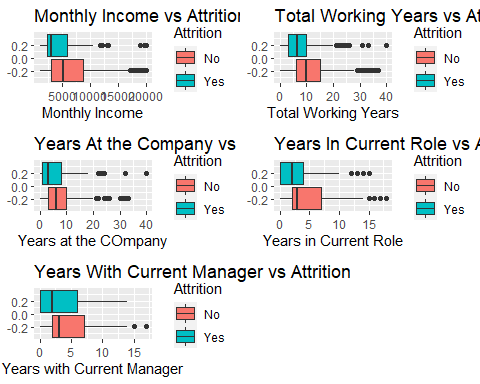 Monthly Income vs Attrition
Attrition
No
Yes
0.2
0.0
-0.2
5000 10000 15000 20000
Monthly Income
Total Working Years vs At
Attrition
No
Yes
0.2
0.0
-0.2
0 10 20 30 40
Total Working Years
Years At the Company vs
Attrition
No
Yes
0.2
0.0
-0.2
0 10 20 30 40
Years at the COmpany
Years In Current Role vs A
Attrition
No
Yes
0.2
0.0
-0.2
0 5 10 15
Years in Current Role
Years With Current Manager vs Attrition
Attrition
No
Yes
0.2
0.0
-0.2
0 5 10 15
Years with Current Manager